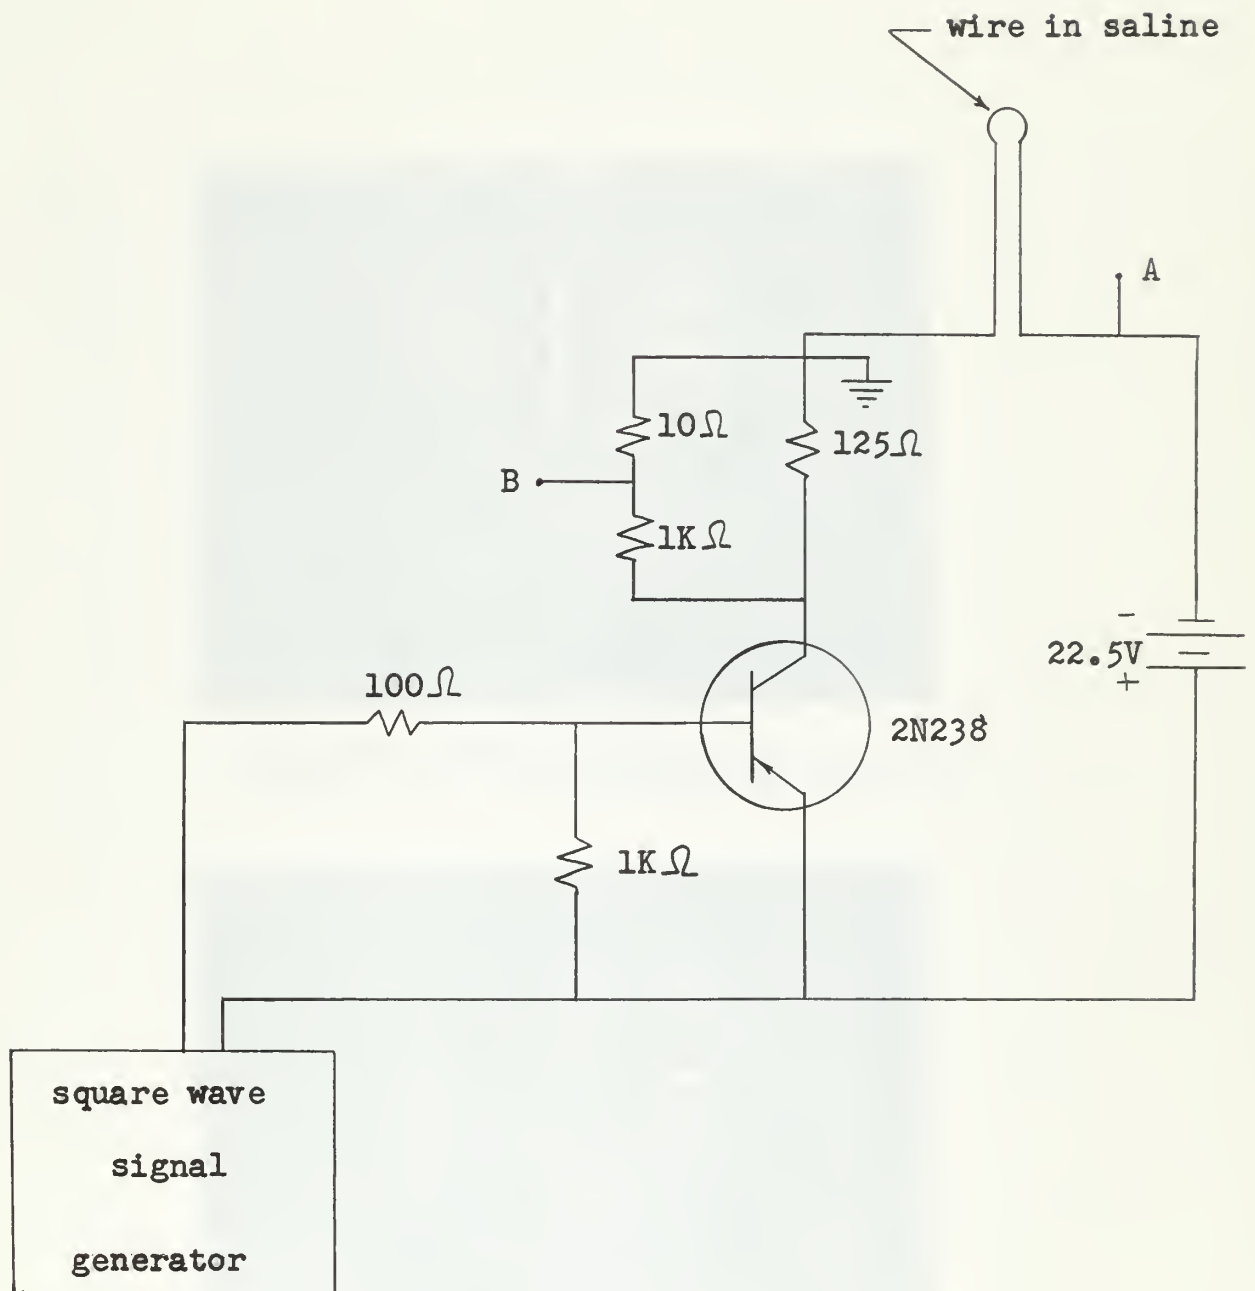 wire in saline
A
10Ω
125Ω
B
1KΩ
-
22.5V
+
100Ω
2N238
1KΩ
square wave
signal
generator